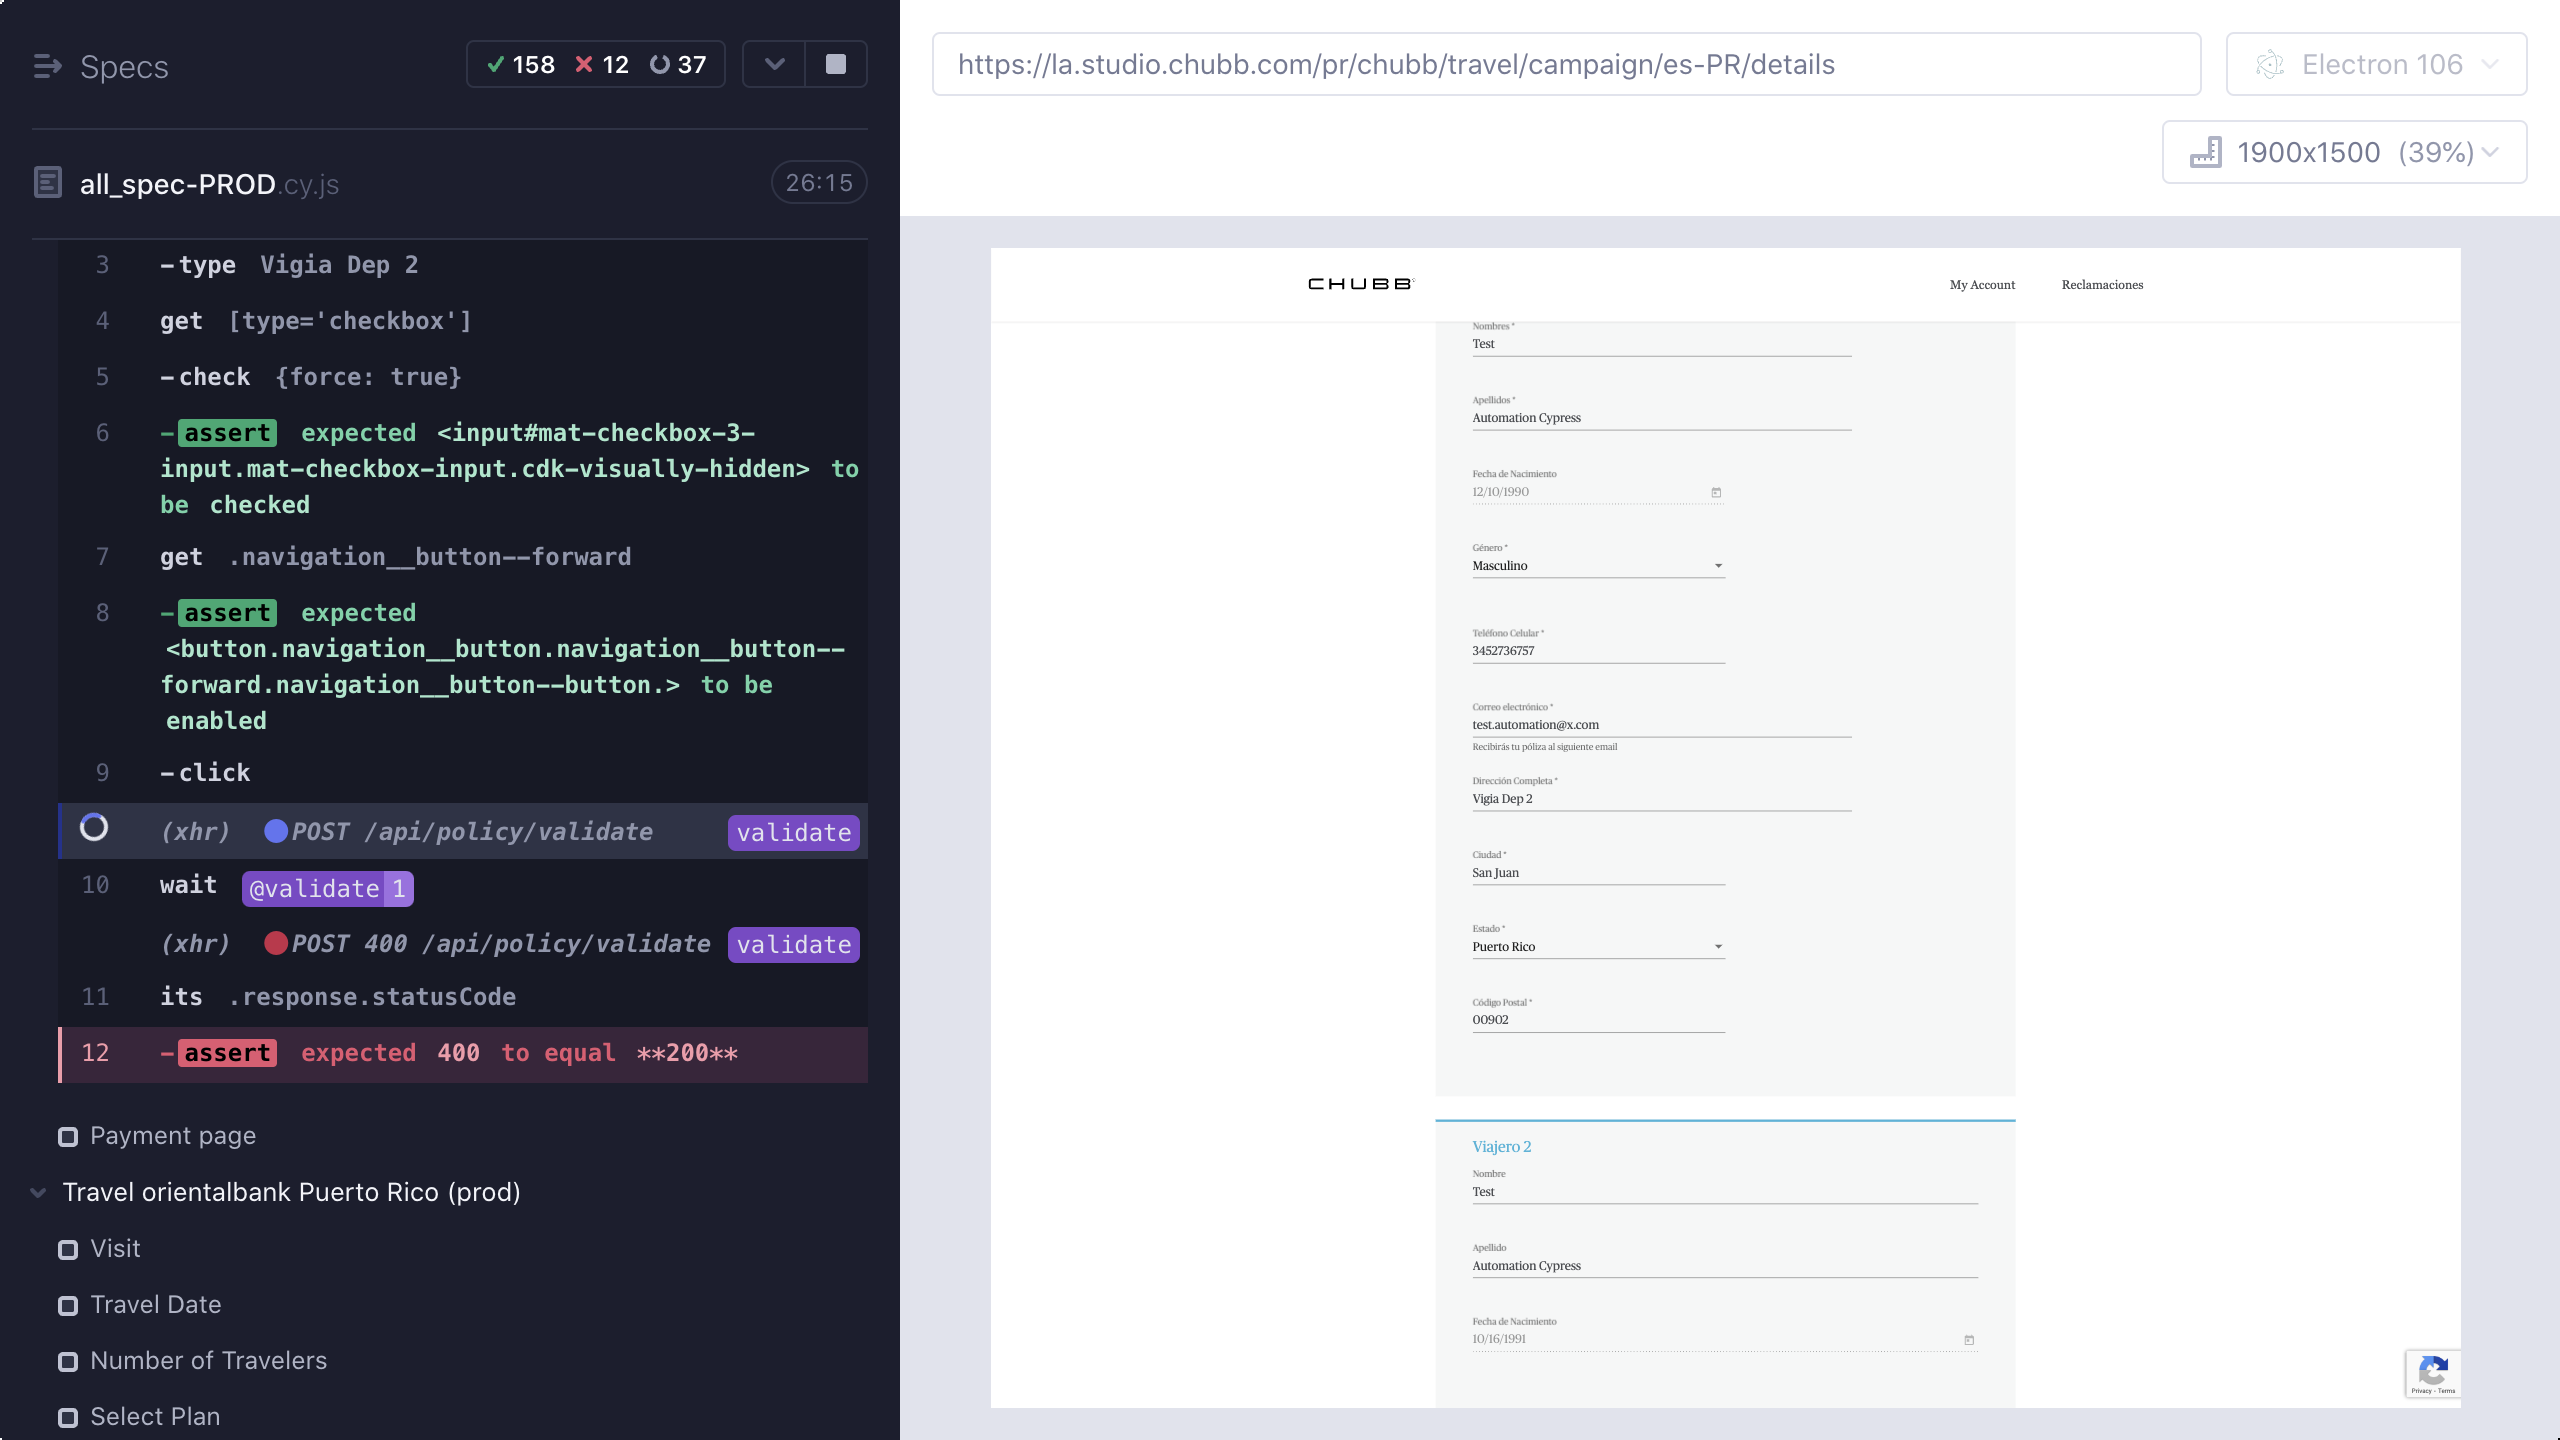 Specs
158 12 37
all_spec-PROD.cy.js 26:15
3 -type Vigia Dep 2
4 get [type='checkbox']
5 -check {force: true}
6 -assert expected <input#mat-checkbox-3-
input.mat-checkbox-input.cdk-visually-hidden> to
be checked
7 get .navigation__button--forward
8 -assert expected
<button.navigation__button.navigation__button--
forward.navigation__button--button.> to be
enabled
9 -click
(xhr) POST /api/policy/validate validate
10 wait @validate 1
(xhr) POST 400 /api/policy/validate validate
11 its .response.statusCode
12 -assert expected 400 to equal **200**
Payment page
Travel orientalbank Puerto Rico (prod)
Visit
Travel Date
Number of Travelers
Select Plan
https://la.studio.chubb.com/pr/chubb/travel/campaign/es-PR/details
Electron 106
1900x1500 (39%)
CHUBB
My Account Reclamaciones
Nombres *
Test
Apellidos *
Automation Cypress
Fecha de Nacimiento
12/10/1990
Género *
Masculino
Teléfono Celular *
3452736757
Correo electrónico *
test.automation@x.com
Recibirás tu póliza al siguiente email
Dirección Completa *
Vigia Dep 2
Ciudad *
San Juan
Estado *
Puerto Rico
Código Postal *
00902
Viajero 2
Nombre
Test
Apellido
Automation Cypress
Fecha de Nacimiento
10/16/1991
Privacy - Terms